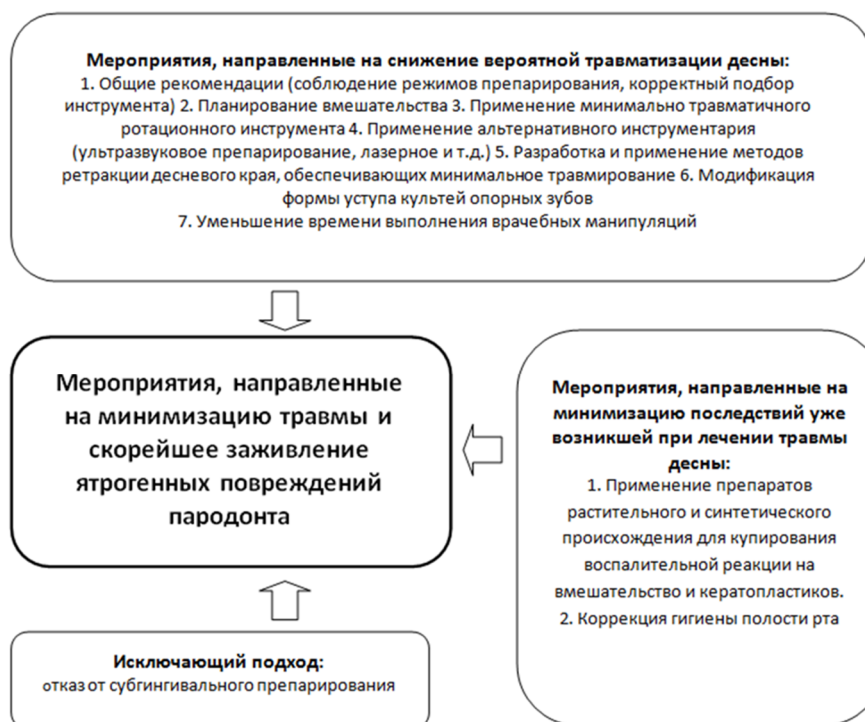 Мероприятия, направленные на снижение вероятной травматизации десны:
1. Общие рекомендации (соблюдение режимов препарирования, корректный подбор
инструмента) 2. Планирование вмешательства 3. Применение минимально травматичного
ротационного инструмента 4. Применение альтернативного инструментария
(ультразвуковое препарирование, лазерное и т.д.) 5. Разработка и применение методов
ретракции десневого края, обеспечивающих минимальное травмирование 6. Модификация
формы уступа культей опорных зубов
7. Уменьшение времени выполнения врачебных манипуляций
Мероприятия, направленные
на минимизацию травмы и
скорейшее заживление
ятрогенных повреждений
пародонта
Мероприятия, направленные на
минимизацию последствий уже
возникшей при лечении травмы
десны:
1. Применение препаратов
растительного и синтетического
происхождения для купирования
воспалительной реакции на
вмешательство и кератопластиков.
2. Коррекция гигиены полости рта
Исключающий подход:
отказ от субгингивального препарирования